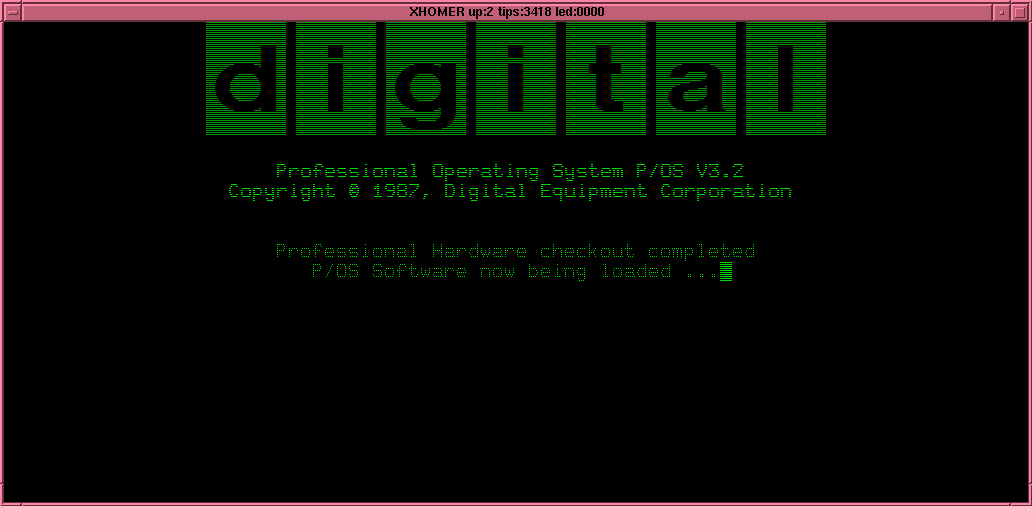 XHOMER up:2 tips:3418 led:0000
digital
Professional Operating System P/OS V3.2
Copyright © 1987, Digital Equipment Corporation
Professional Hardware checkout completed
P/OS Software now being loaded ...